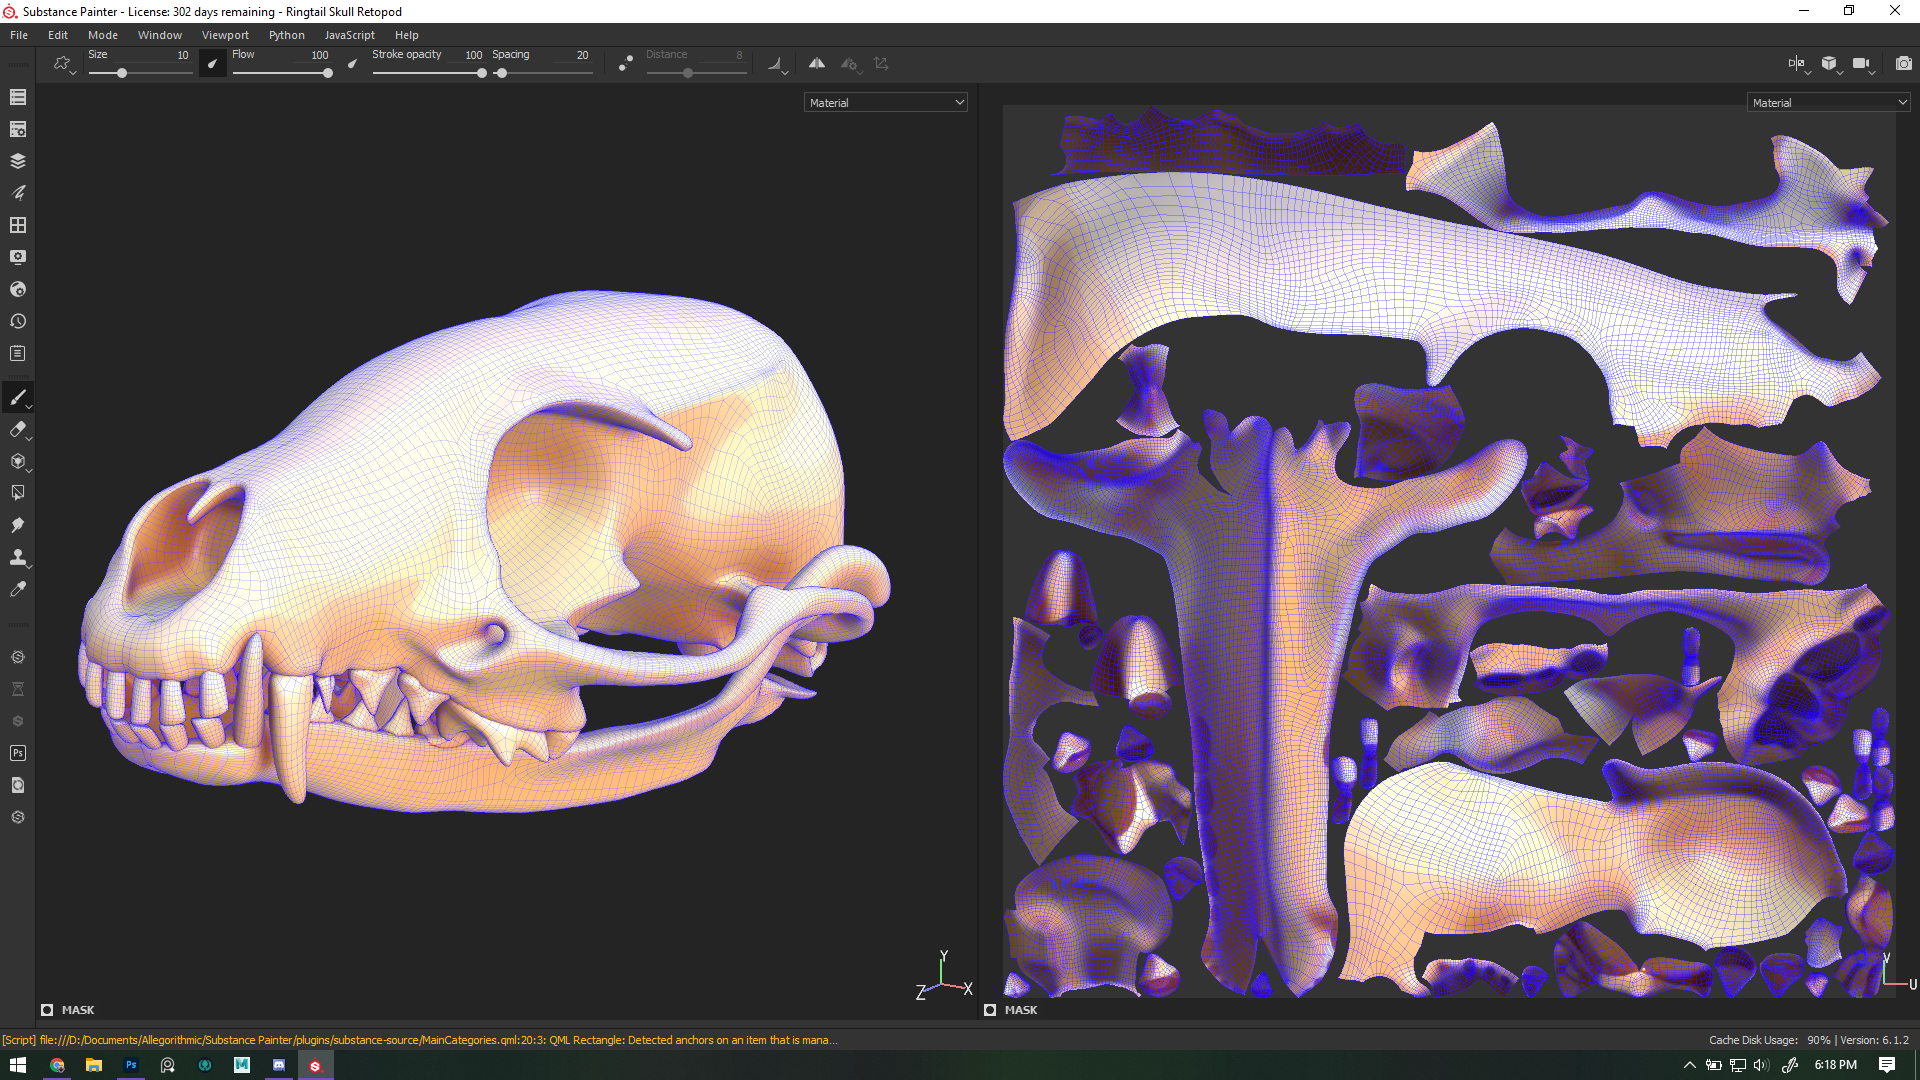 Substance Painter - License: 302 days remaining - Ringtail Skull Retopod
File Edit Mode Window Viewport Python JavaScript Help
Size 10 Flow 100 Stroke opacity 100 Spacing 20 Distance 8
Material
Material
Ps
Y
Z
X
V
U
MASK
MASK
[Script] file:///D:/Documents/Allegorithmic/Substance Painter/plugins/substance-source/MainCategories.qml:20:3: QML Rectangle: Detected anchors on an item that is mana...
Cache Disk Usage: 90% | Version: 6.1.2
Ps
M
6:18 PM